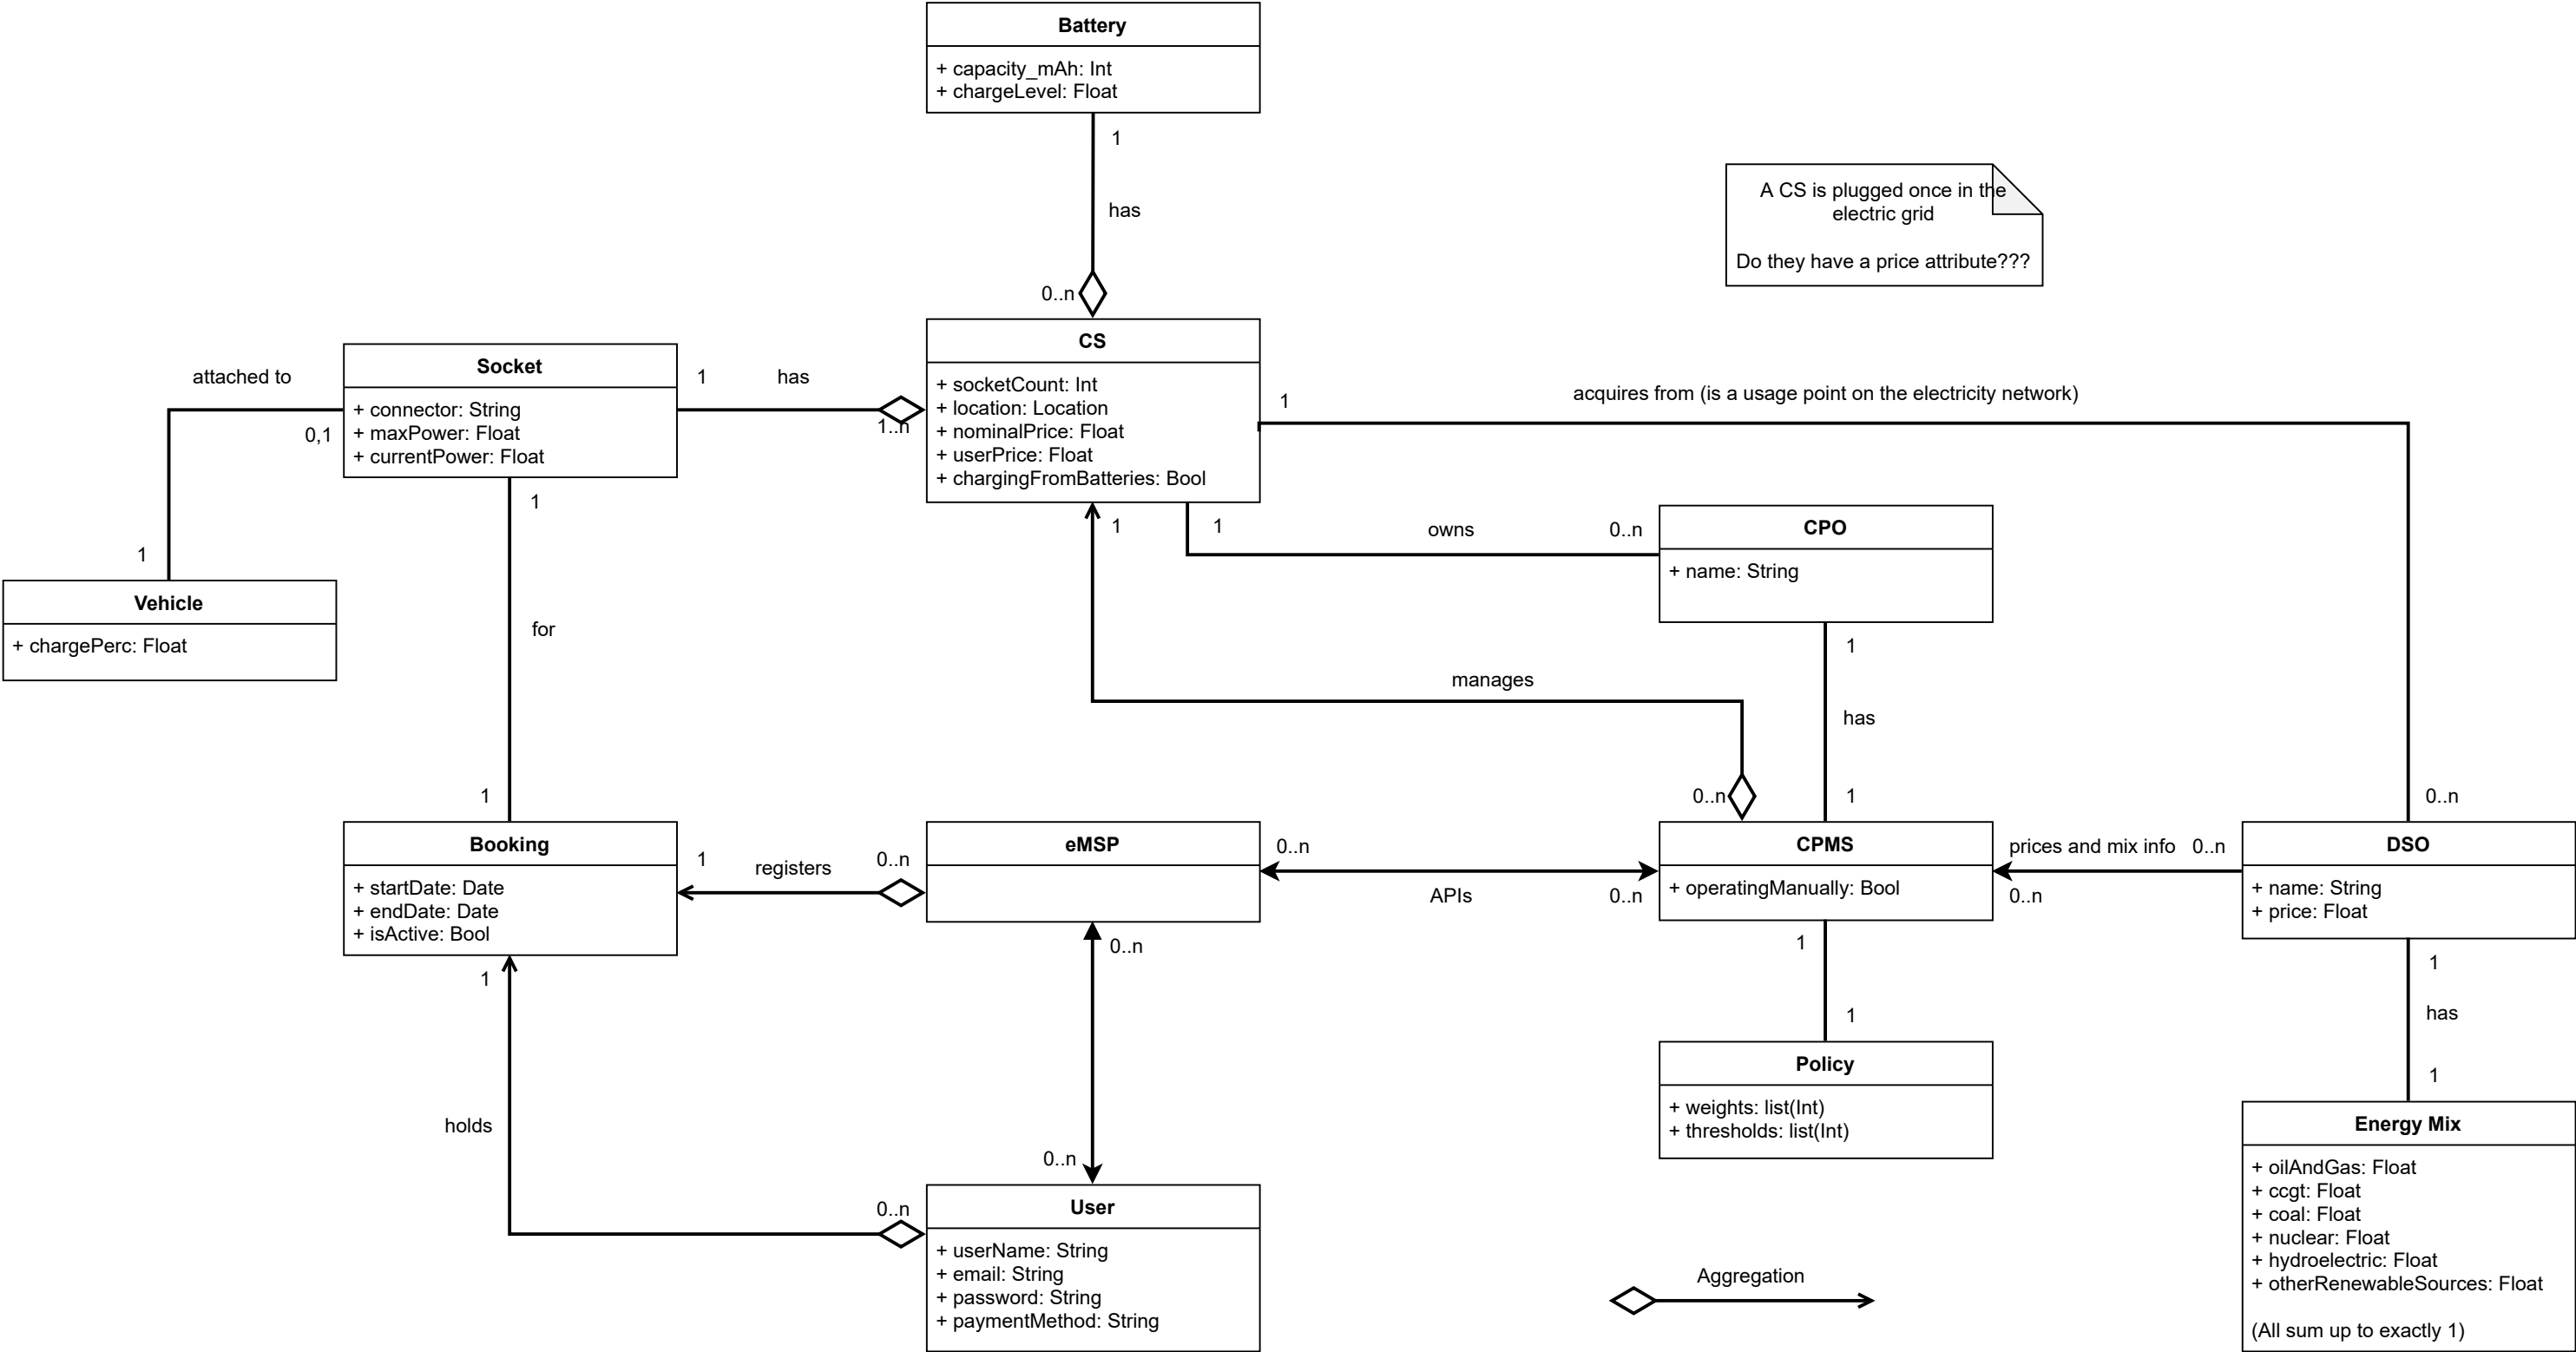 Battery
+ capacity_mAh: Int
+ chargeLevel: Float
1
has
0..n
A CS is plugged once in the
electric grid
Do they have a price attribute???
CS
+ socketCount: Int
+ location: Location
+ nominalPrice: Float
+ userPrice: Float
+ chargingFromBatteries: Bool
attached to
0,1
1
Socket
+ connector: String
+ maxPower: Float
+ currentPower: Float
1
has
1..n
1
acquires from (is a usage point on the electricity network)
0..n
1
1
owns
0..n
CPO
+ name: String
Vehicle
+ chargePerc: Float
1
for
1
manages
0..n
1
has
1
Booking
+ startDate: Date
+ endDate: Date
+ isActive: Bool
1
registers
0..n
eMSP
0..n
APIs
0..n
CPMS
+ operatingManually: Bool
prices and mix info
0..n
0..n
DSO
+ name: String
+ price: Float
1
holds
0..n
0..n
0..n
1
1
Policy
+ weights: list(Int)
+ thresholds: list(Int)
1
has
1
Energy Mix
+ oilAndGas: Float
+ ccgt: Float
+ coal: Float
+ nuclear: Float
+ hydroelectric: Float
+ otherRenewableSources: Float
(All sum up to exactly 1)
User
+ userName: String
+ email: String
+ password: String
+ paymentMethod: String
Aggregation